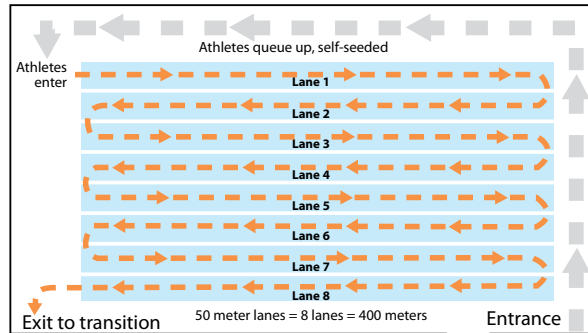 Athletes queue up, self-seeded
Athletes
enter
Lane 1
Lane 2
Lane 3
Lane 4
Lane 5
Lane 6
Lane 7
Lane 8
Exit to transition
50 meter lanes = 8 lanes = 400 meters
Entrance